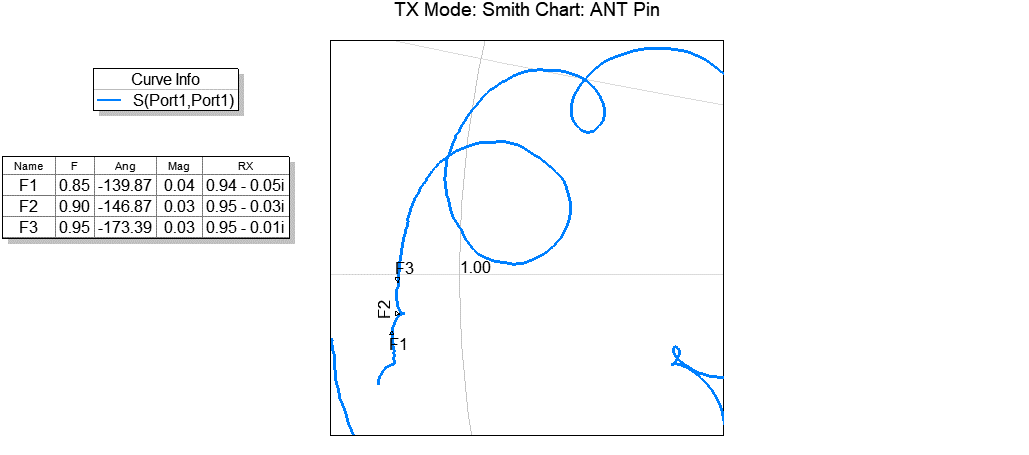 TX Mode: Smith Chart: ANT Pin
Curve Info
S(Port1,Port1)
Name F Ang Mag RX
F1 0.85 -139.87 0.04 0.94 - 0.05i
F2 0.90 -146.87 0.03 0.95 - 0.03i
F3 0.95 -173.39 0.03 0.95 - 0.01i
F3
1.00
F2
F1